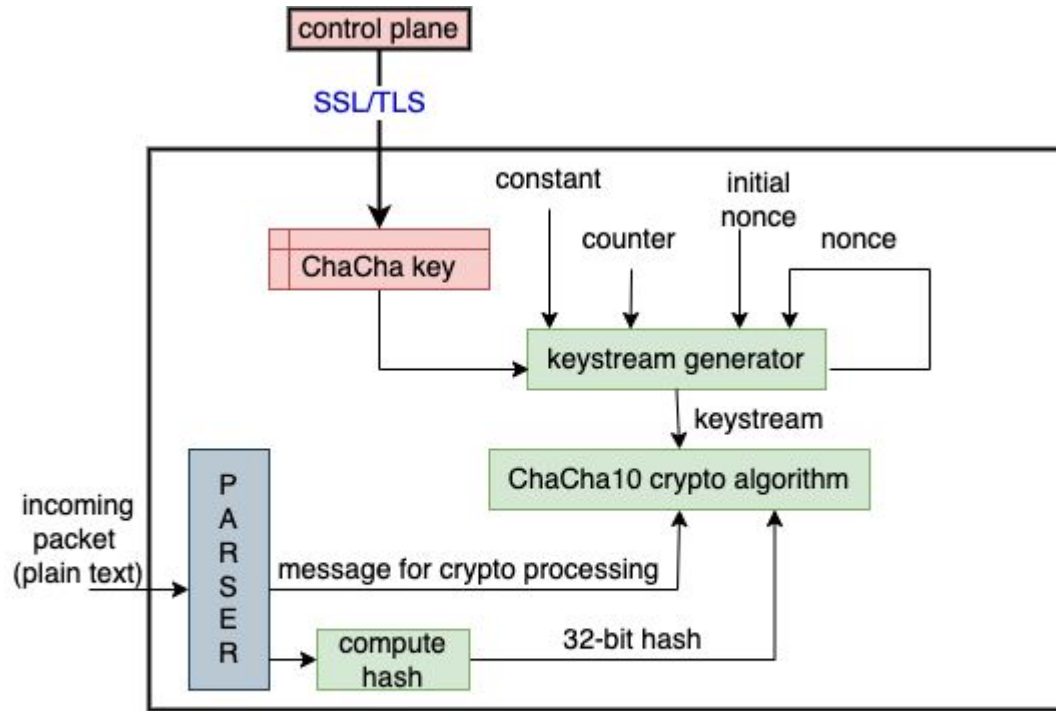 control plane
SSL/TLS
constant
initial
nonce
counter
nonce
ChaCha key
keystream generator
keystream
ChaCha10 crypto algorithm
P
A
R
S
E
R
incoming
packet
(plain text)
message for crypto processing
compute
hash
32-bit hash